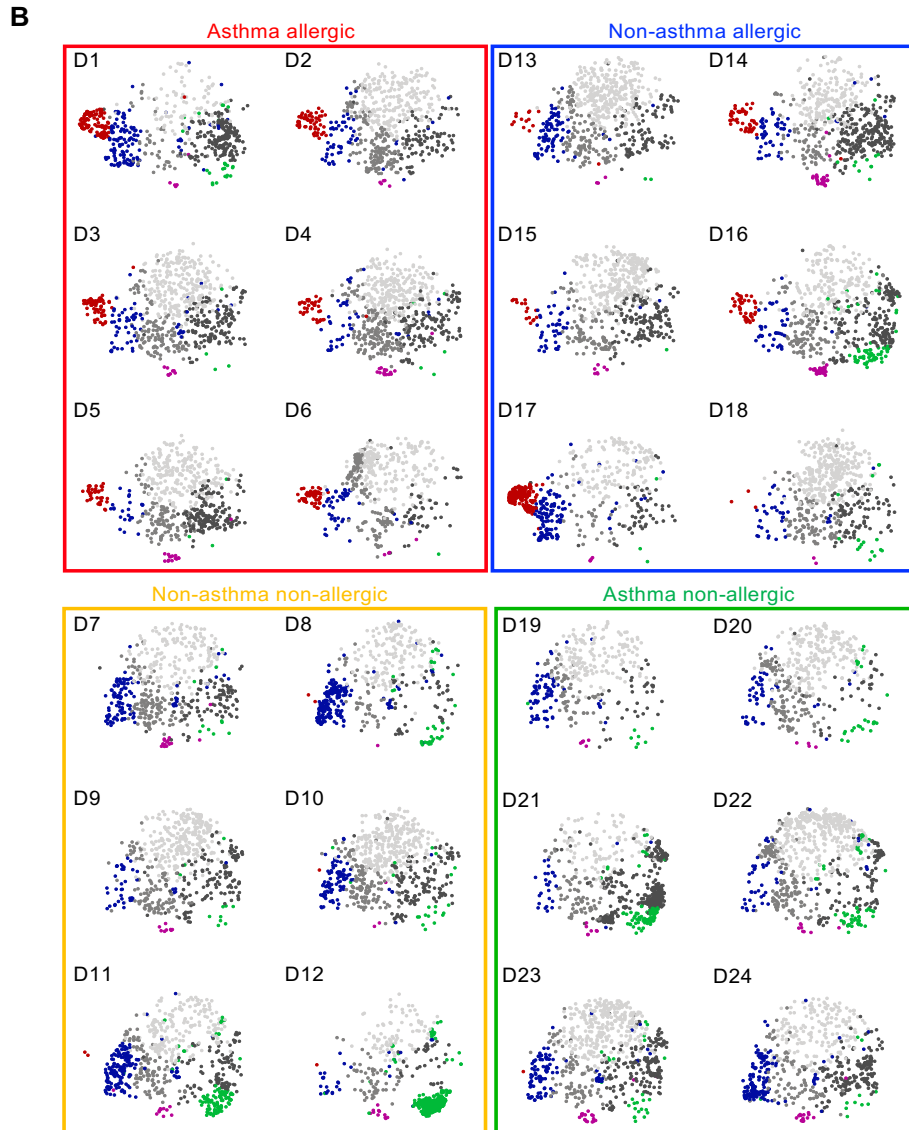 B
Asthma allergic
Non-asthma allergic
D1
D2
D13
D14
D3
D4
D15
D16
D5
D6
D17
D18
Non-asthma non-allergic
Asthma non-allergic
D7
D8
D19
D20
D9
D10
D21
D22
D11
D12
D23
D24